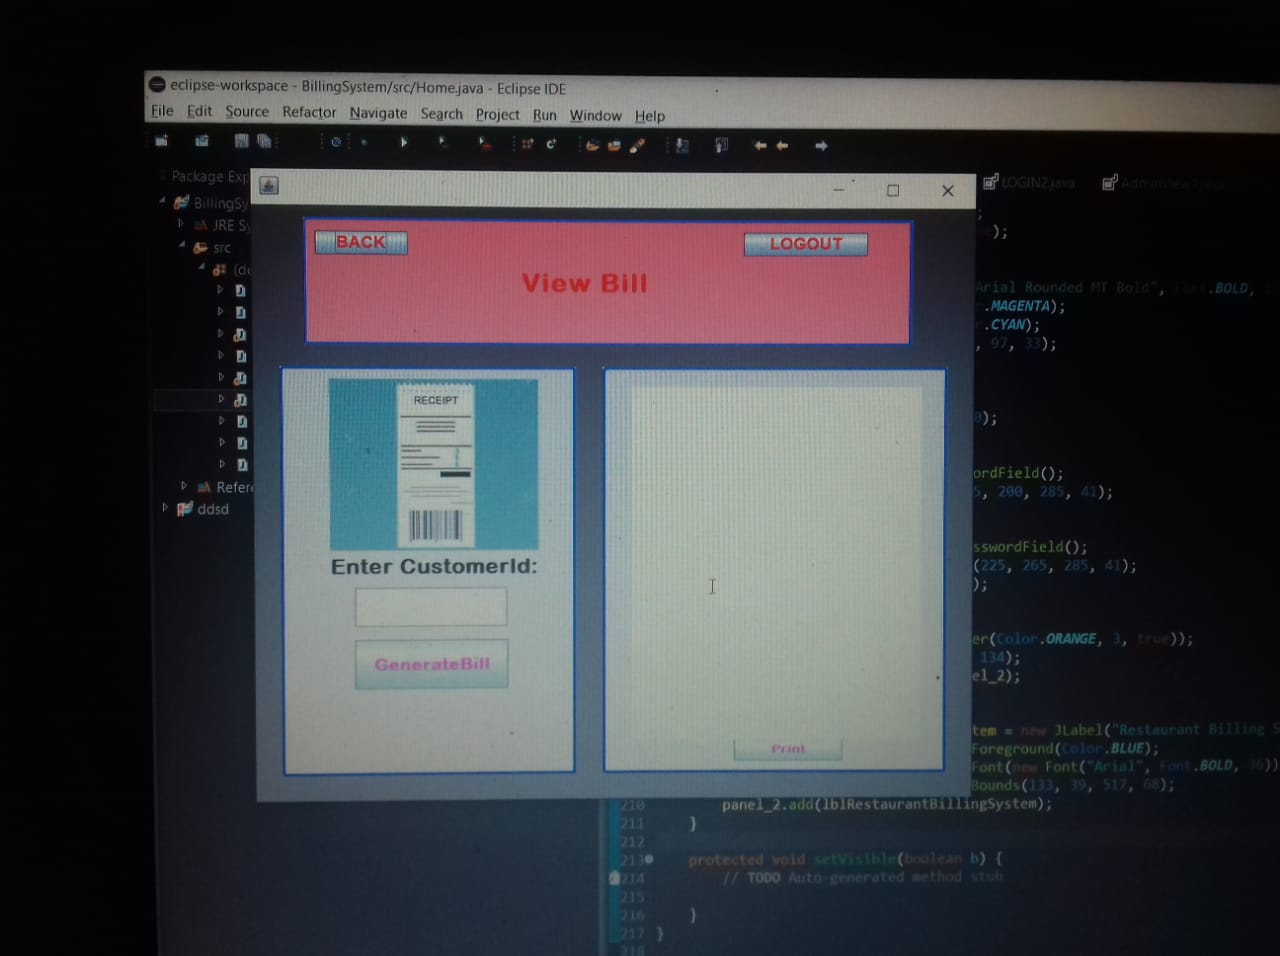 eclipse-workspace - BillingSystem/src/Home.java - Eclipse IDE
File Edit Source Refactor Navigate Search Project Run Window Help
Package Exp
LOGIN2.java
BillingSy
JRE Sy
src
(de
Refere
ddsd
BACK
LOGOUT
View Bill
RECEIPT
Enter CustomerId:
GenerateBill
Print
;
);
Arial Rounded MT Bold", Font.BOLD,
.MAGENTA);
.CYAN);
, 97, 33);
0);
ordField();
5, 200, 285, 41);
sswordField();
(225, 265, 285, 41);
);
er(Color.ORANGE, 3, true));
134);
el_2);
tem = new JLabel("Restaurant Billing S
Foreground(Color.BLUE);
Font(new Font("Arial", Font.BOLD, 36))
Bounds(133, 39, 517, 68);
210 panel_2.add(lblRestaurantBillingSystem);
211 }
212
213 protected void setVisible(boolean b) {
214 // TODO Auto-generated method stub
215
216 }
217 }
218